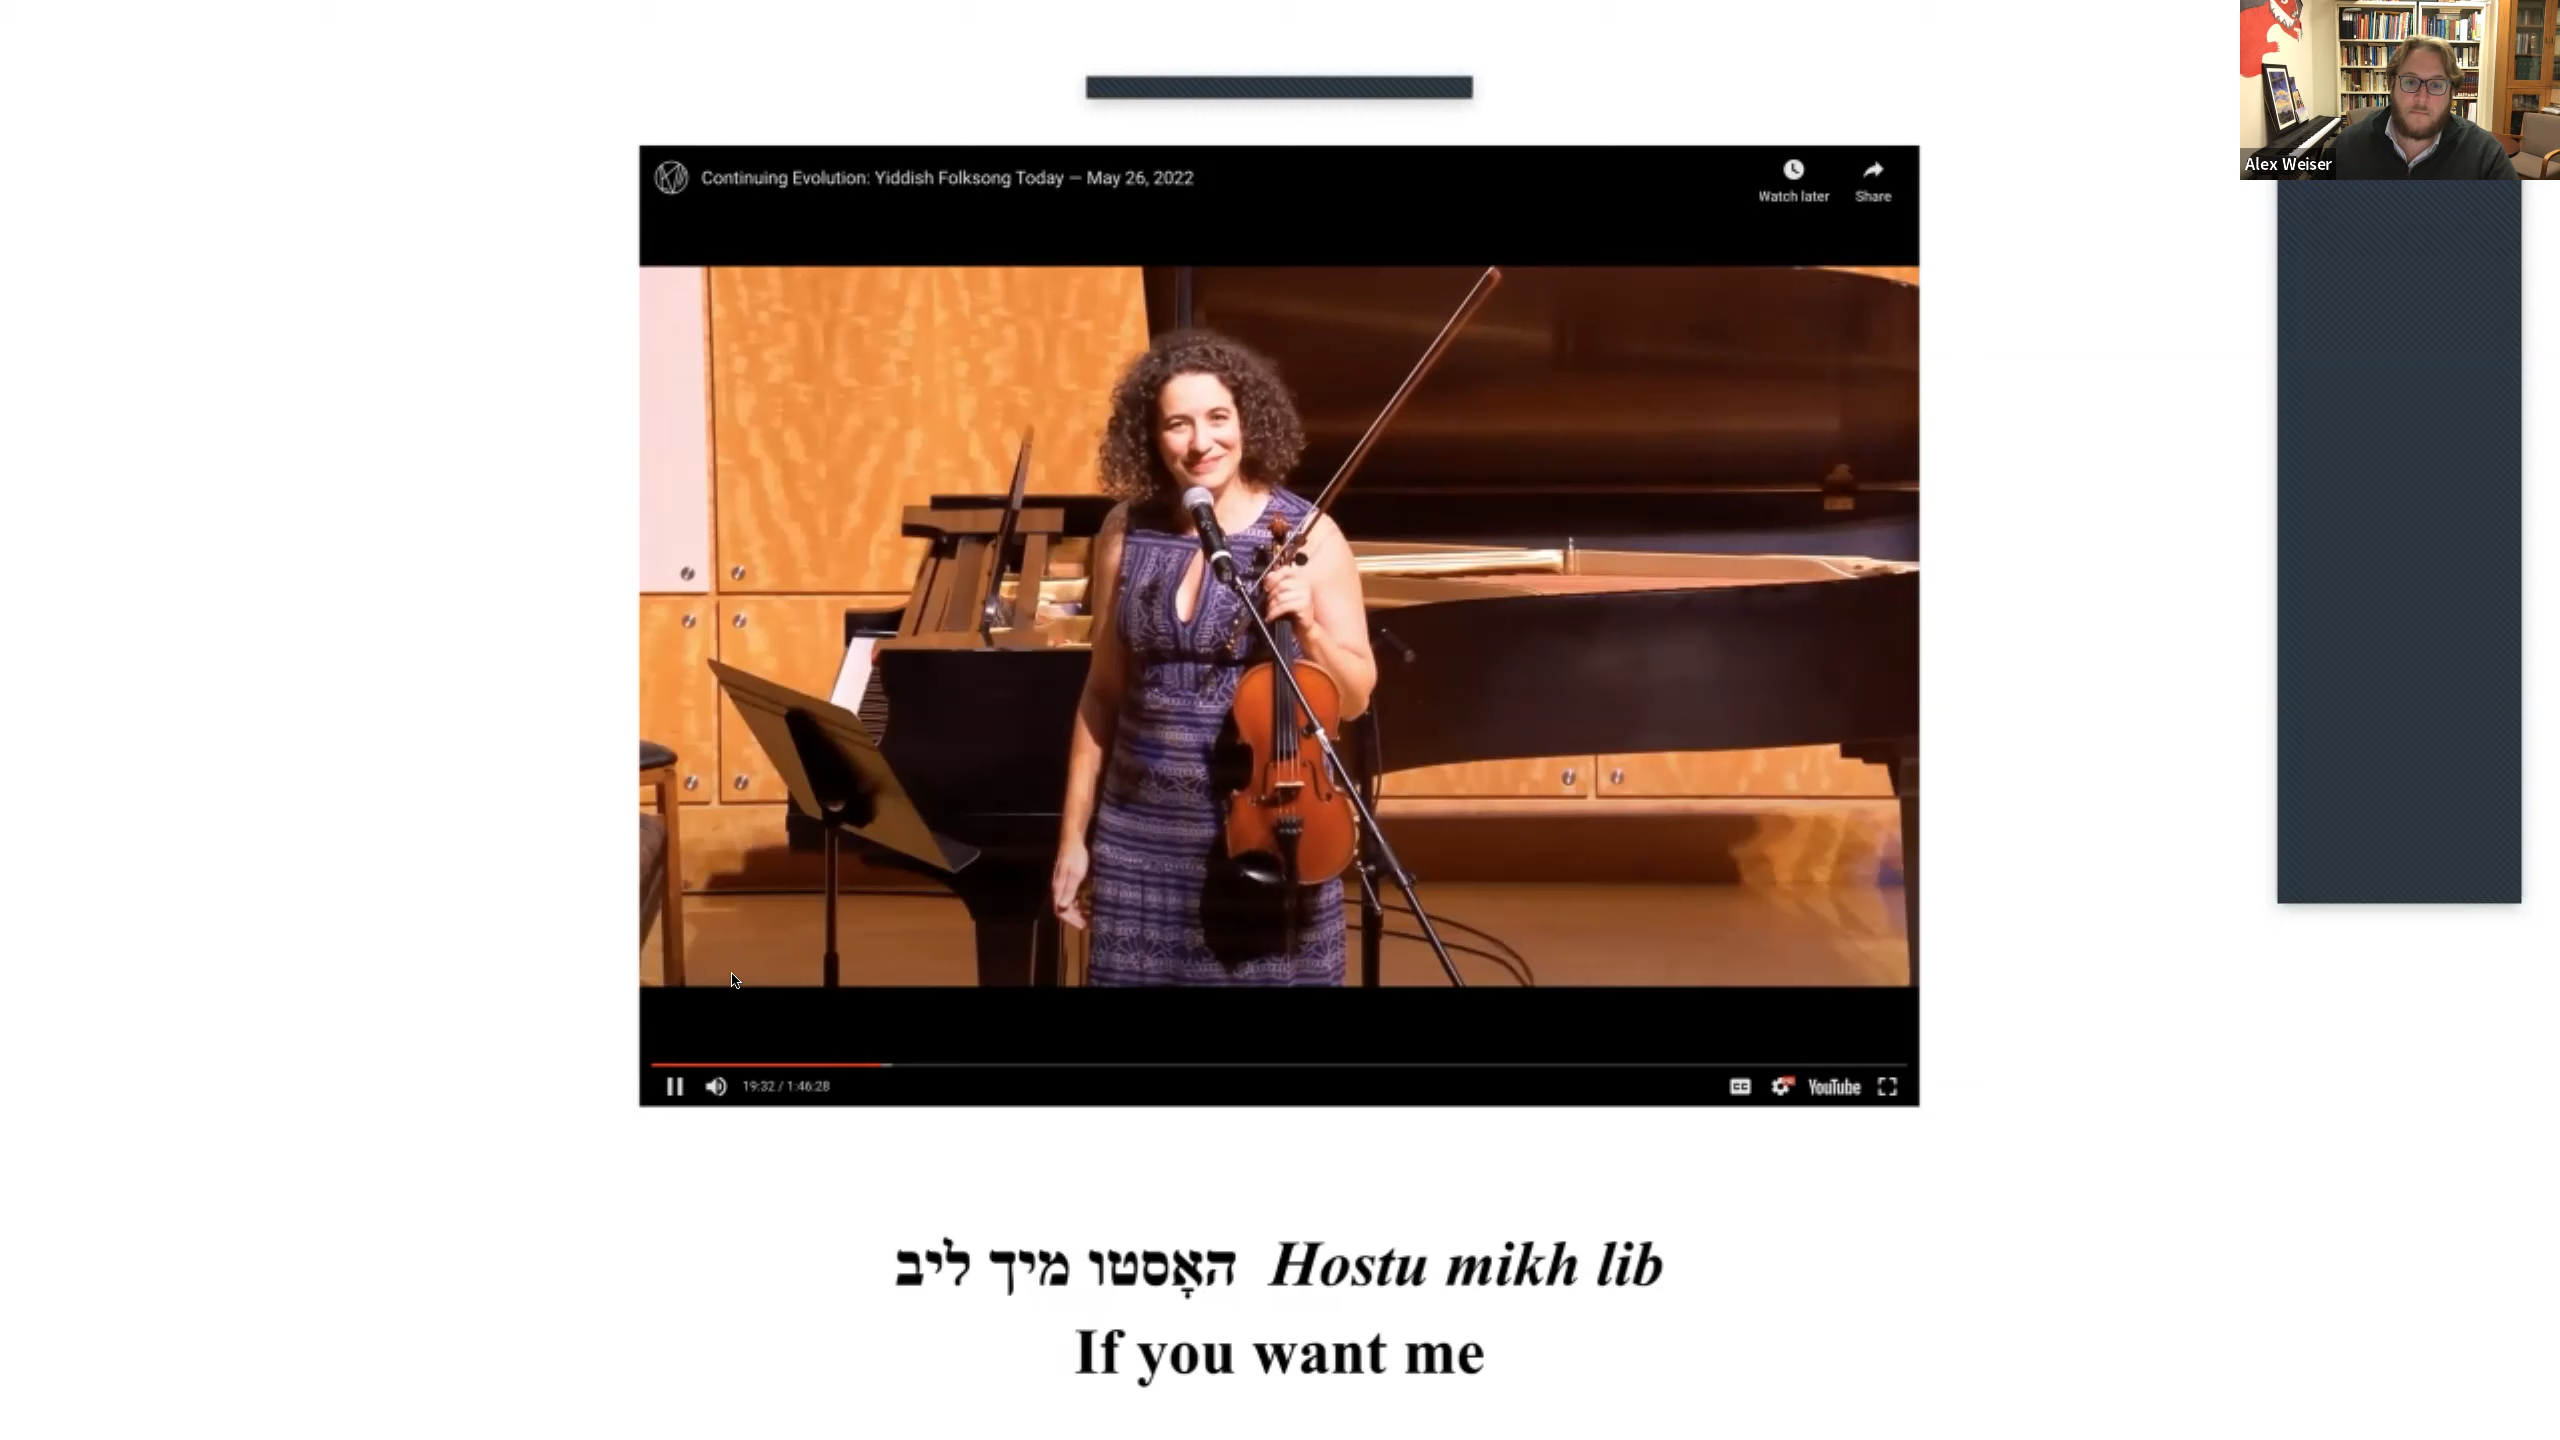 Alex Weiser
Continuing Evolution: Yiddish Folksong Today — May 26, 2022
Watch later
Share
19:32 / 1:46:28
CC
YouTube
האָסטו מיך ליב Hostu mikh lib
If you want me